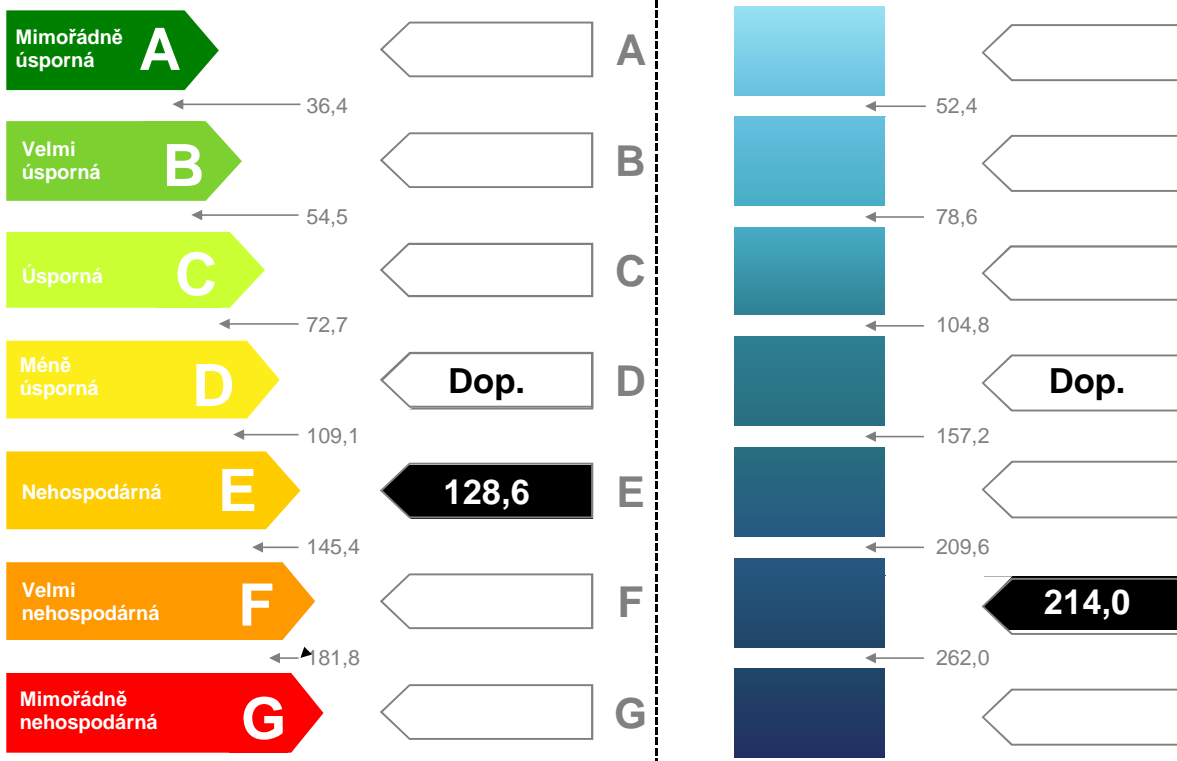 Mimořádně
úsporná
A
A
36,4
52,4
Velmi
úsporná
B
B
54,5
78,6
Úsporná
C
C
72,7
104,8
Méně
úsporná
D
Dop.
D
Dop.
109,1
157,2
Nehospodárná
E
128,6
E
145,4
209,6
Velmi
nehospodárná
F
F
214,0
181,8
262,0
Mimořádně
nehospodárná
G
G